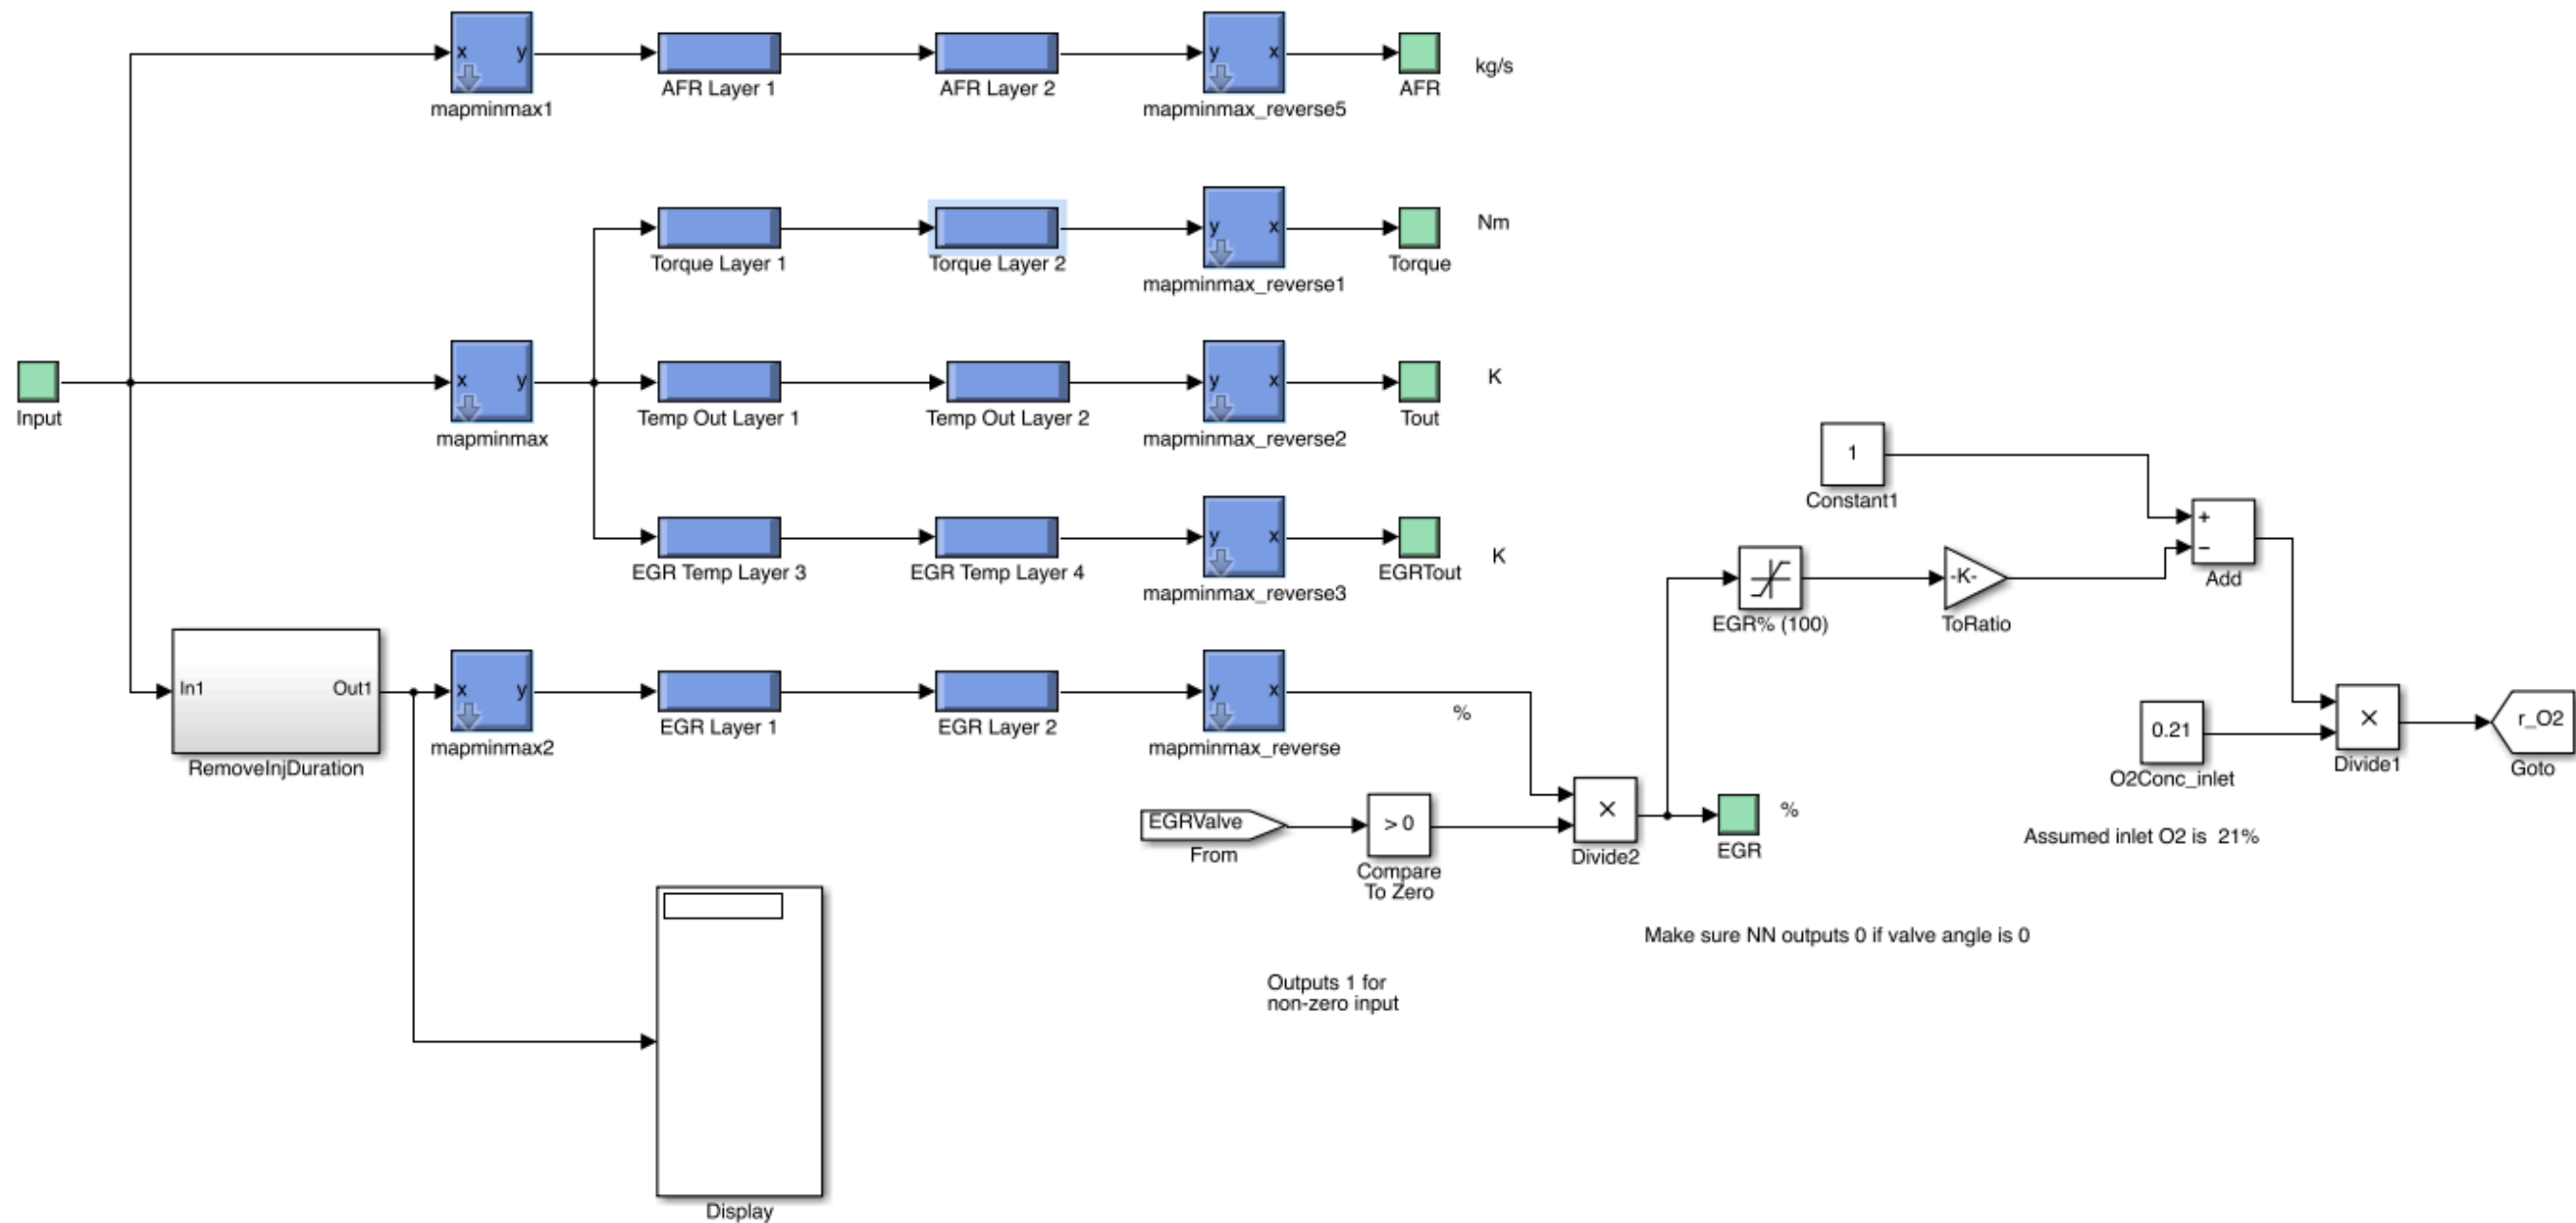 x y
mapminmax1
AFR Layer 1
AFR Layer 2
y x
mapminmax_reverse5
AFR
kg/s
Torque Layer 1
Torque Layer 2
y x
mapminmax_reverse1
Torque
Nm
Input
x y
mapminmax
Temp Out Layer 1
Temp Out Layer 2
y x
mapminmax_reverse2
Tout
K
EGR Temp Layer 3
EGR Temp Layer 4
y x
mapminmax_reverse3
EGRTout
K
1
Constant1
+
−
Add
EGR% (100)
-K-
ToRatio
In1 Out1
RemoveInjDuration
x y
mapminmax2
EGR Layer 1
EGR Layer 2
y x
mapminmax_reverse
%
EGRValve
From
> 0
Compare
To Zero
×
Divide2
EGR
%
0.21
O2Conc_inlet
×
Divide1
r_O2
Goto
Assumed inlet O2 is  21%
Make sure NN outputs 0 if valve angle is 0
Outputs 1 for
non-zero input
Display